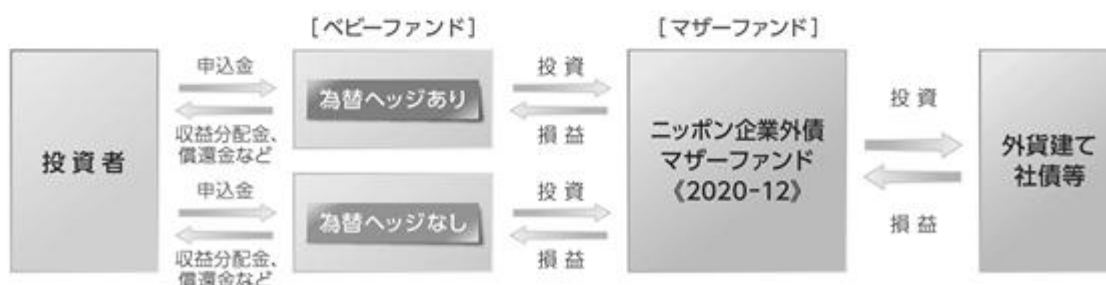 [ベビーファンド]
[マザーファンド]
投資者
申込金
収益分配金、
償還金など
為替ヘッジあり
投資
損益
申込金
収益分配金、
償還金など
為替ヘッジなし
投資
損益
ニッポン企業外債
マザーファンド
《2020-12》
投資
損益
外貨建て
社債等